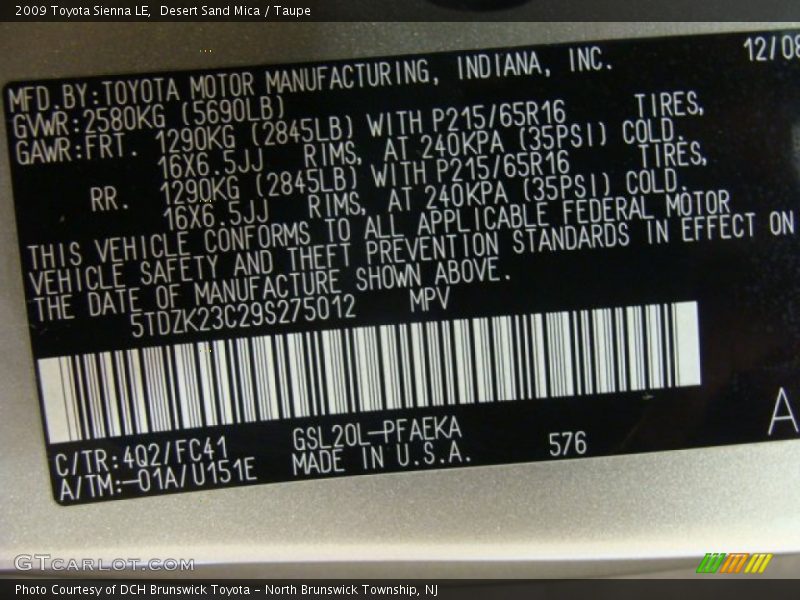 2009 Toyota Sienna LE,  Desert Sand Mica / Taupe
12/08
MFD.BY:TOYOTA MOTOR MANUFACTURING, INDIANA, INC.
GVWR:2580KG (5690LB)
GAWR:FRT. 1290KG (2845LB) WITH P215/65R16 TIRES,
16X6.5JJ RIMS, AT 240KPA (35PSI) COLD.
RR. 1290KG (2845LB) WITH P215/65R16 TIRES,
16X6.5JJ RIMS, AT 240KPA (35PSI) COLD.
THIS VEHICLE CONFORMS TO ALL APPLICABLE FEDERAL MOTOR
VEHICLE SAFETY AND THEFT PREVENTION STANDARDS IN EFFECT ON
THE DATE OF MANUFACTURE SHOWN ABOVE.
5TDZK23C29S275012 MPV
C/TR:4Q2/FC41 GSL20L-PFAEKA 576
A/TM:-01A/U151E MADE IN U.S.A.
A
GTCarLot.com
Photo Courtesy of DCH Brunswick Toyota - North Brunswick Township, NJ